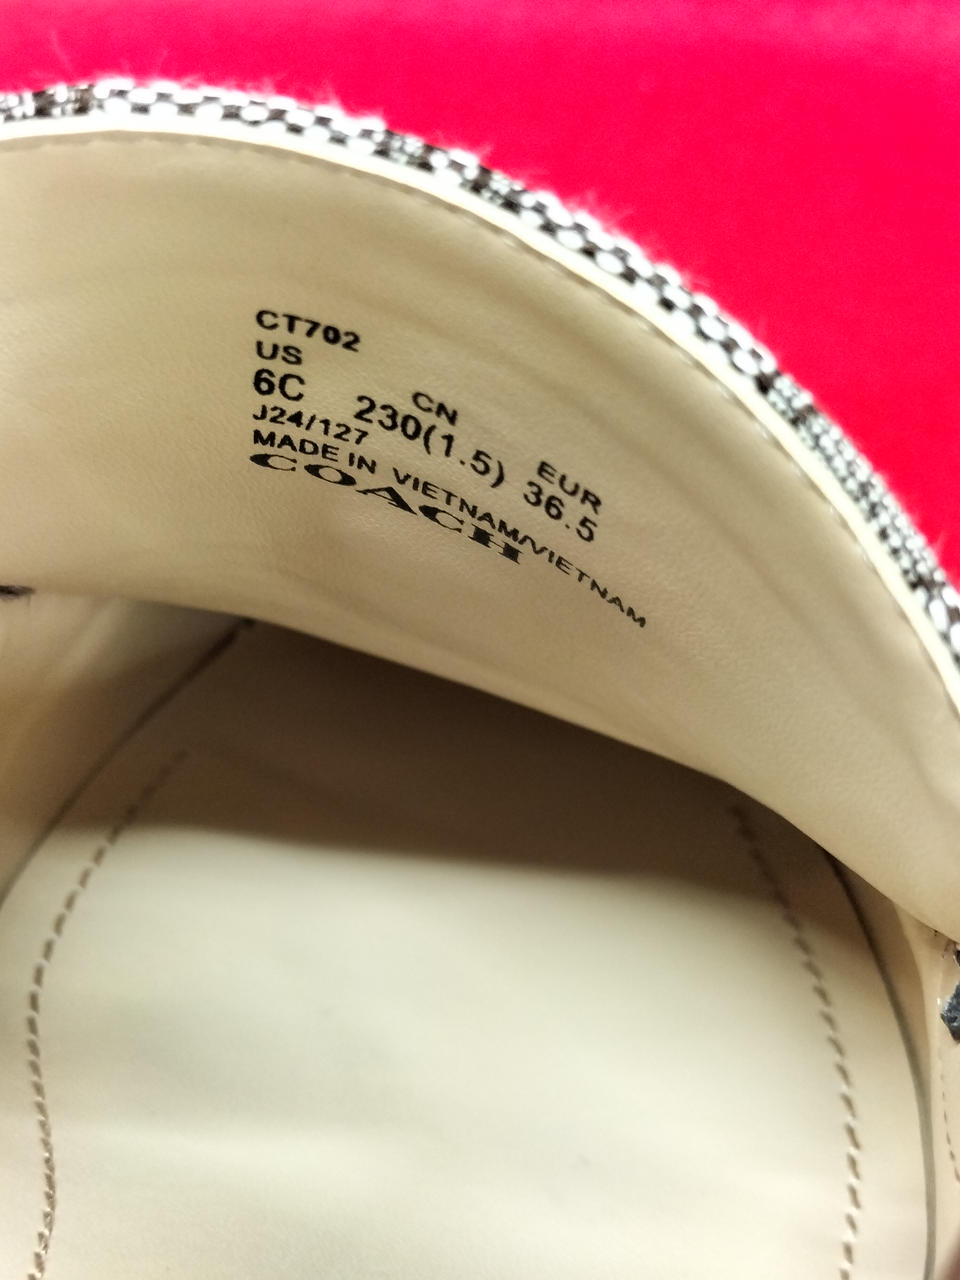 CT702
US CN EUR
6C 230(1.5) 36.5
J24/127
MADE IN VIETNAM/VIETNAM
COACH